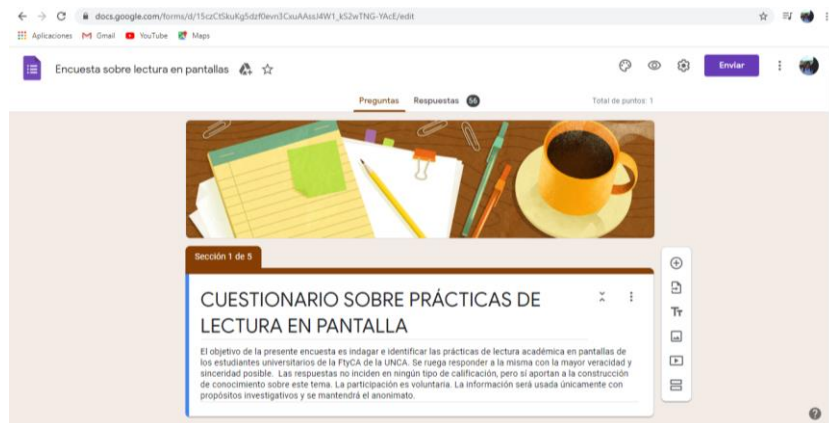 docs.google.com/forms/d/15czCtSkuKg5dzf0evn3CxuAAssJ4W1_kS2wTNG-YAcE/edit
Aplicaciones Gmail YouTube Maps
Encuesta sobre lectura en pantallas
Enviar
Preguntas Respuestas 56 Total de puntos: 1
Sección 1 de 5
CUESTIONARIO SOBRE PRÁCTICAS DE
LECTURA EN PANTALLA
El objetivo de la presente encuesta es indagar e identificar las prácticas de lectura académica en pantallas de
los estudiantes universitarios de la FtyCA de la UNCA. Se ruega responder a la misma con la mayor veracidad y
sinceridad posible. Las respuestas no inciden en ningún tipo de calificación, pero sí aportan a la construcción
de conocimiento sobre este tema. La participación es voluntaria. La información será usada únicamente con
propósitos investigativos y se mantendrá el anonimato.
Tт